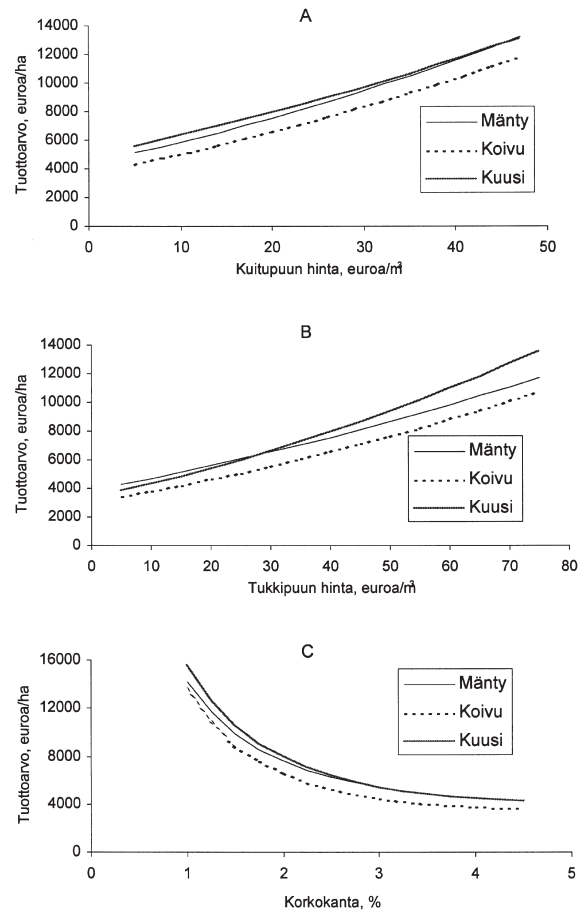 A
14000
12000
10000
8000
6000
4000
2000
0
Tuottoarvo, euroa/ha
0 10 20 30 40 50
Kuitupuun hinta, euroa/m³
Mänty
Koivu
Kuusi
B
14000
12000
10000
8000
6000
4000
2000
0
Tuottoarvo, euroa/ha
0 10 20 30 40 50 60 70 80
Tukkipuun hinta, euroa/m³
Mänty
Koivu
Kuusi
C
16000
12000
8000
4000
0
Tuottoarvo, euroa/ha
0 1 2 3 4 5
Korkokanta, %
Mänty
Koivu
Kuusi